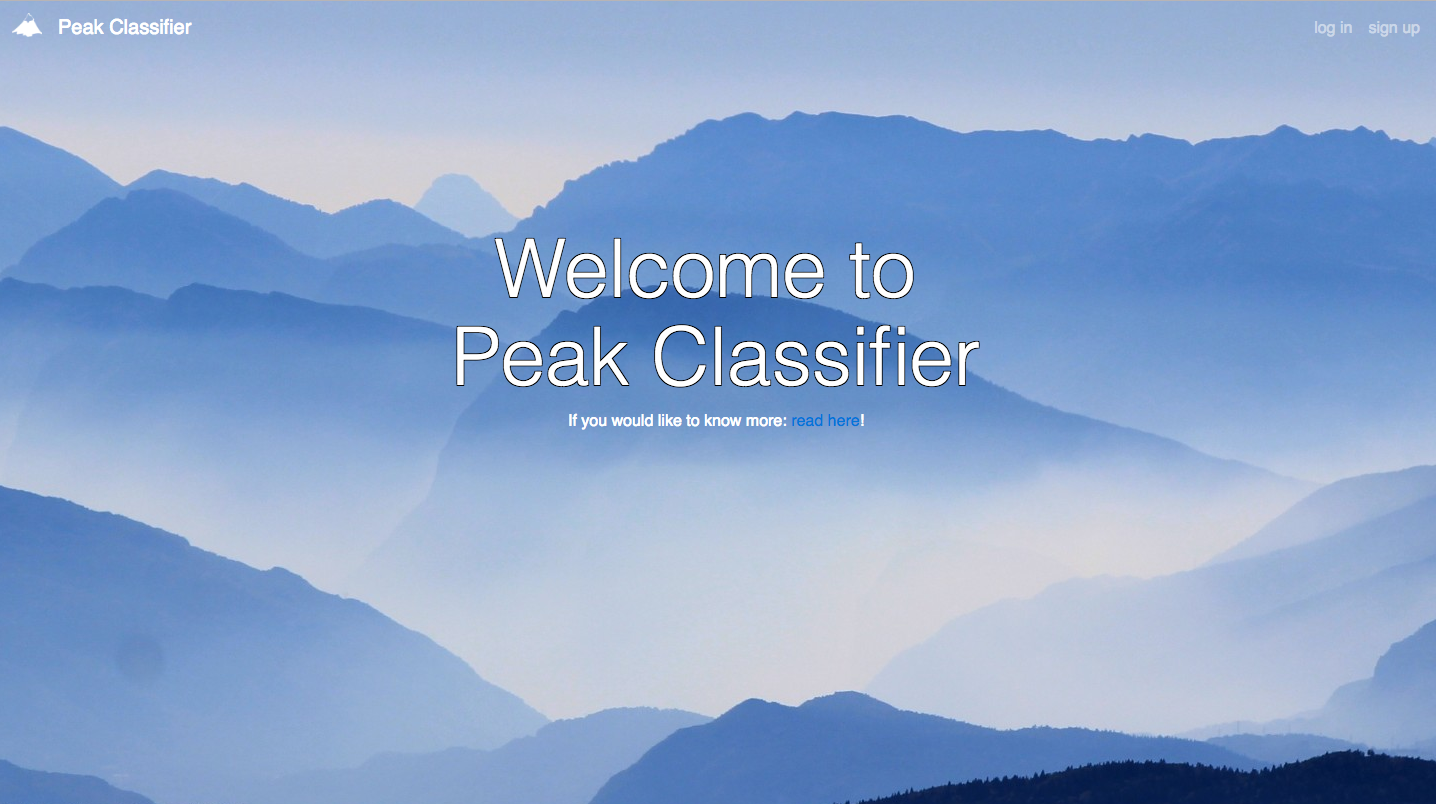 Peak Classifier
log in sign up
Welcome to
Peak Classifier
If you would like to know more: read here!